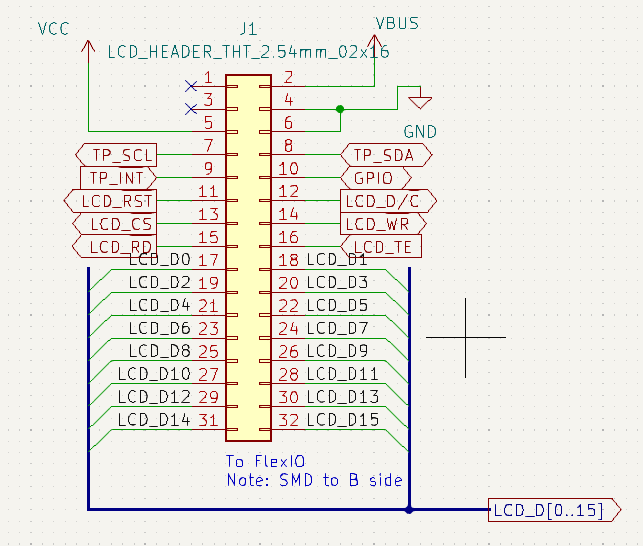 VCC
J1
VBUS
LCD_HEADER_THT_2.54mm_02x16
1 2
3 4
5 6
GND
TP_SCL 7 8 TP_SDA
TP_INT 9 10 GPIO
LCD_RST 11 12 LCD_D/C
LCD_CS 13 14 LCD_WR
LCD_RD 15 16 LCD_TE
LCD_D0 17 18 LCD_D1
LCD_D2 19 20 LCD_D3
LCD_D4 21 22 LCD_D5
LCD_D6 23 24 LCD_D7
LCD_D8 25 26 LCD_D9
LCD_D10 27 28 LCD_D11
LCD_D12 29 30 LCD_D13
LCD_D14 31 32 LCD_D15
To FlexIO
Note: SMD to B side
LCD_D[0..15]